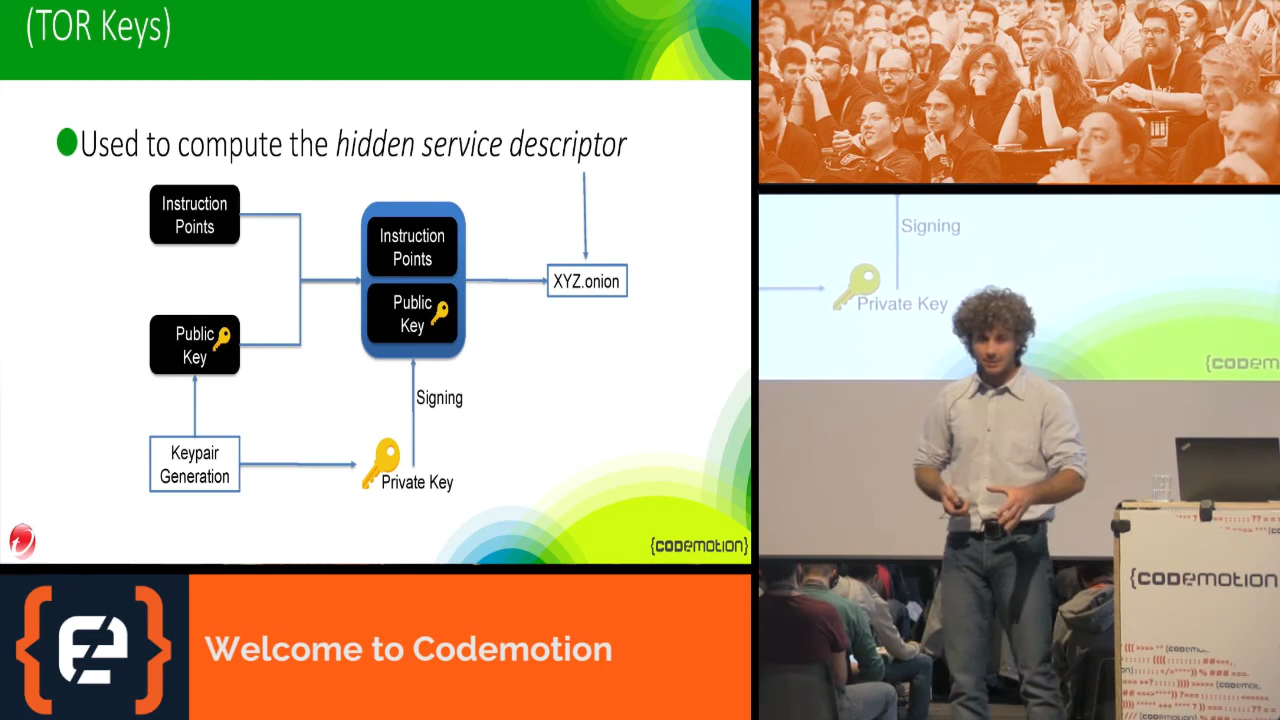 (TOR Keys)
Used to compute the hidden service descriptor
Instruction
Points
Instruction
Points
Public
Key
XYZ.onion
Public
Key
Signing
Keypair
Generation
Private Key
{CODEMOTION}
Welcome to Codemotion
Signing
Private Key
{CODEM
{CODEMOTION